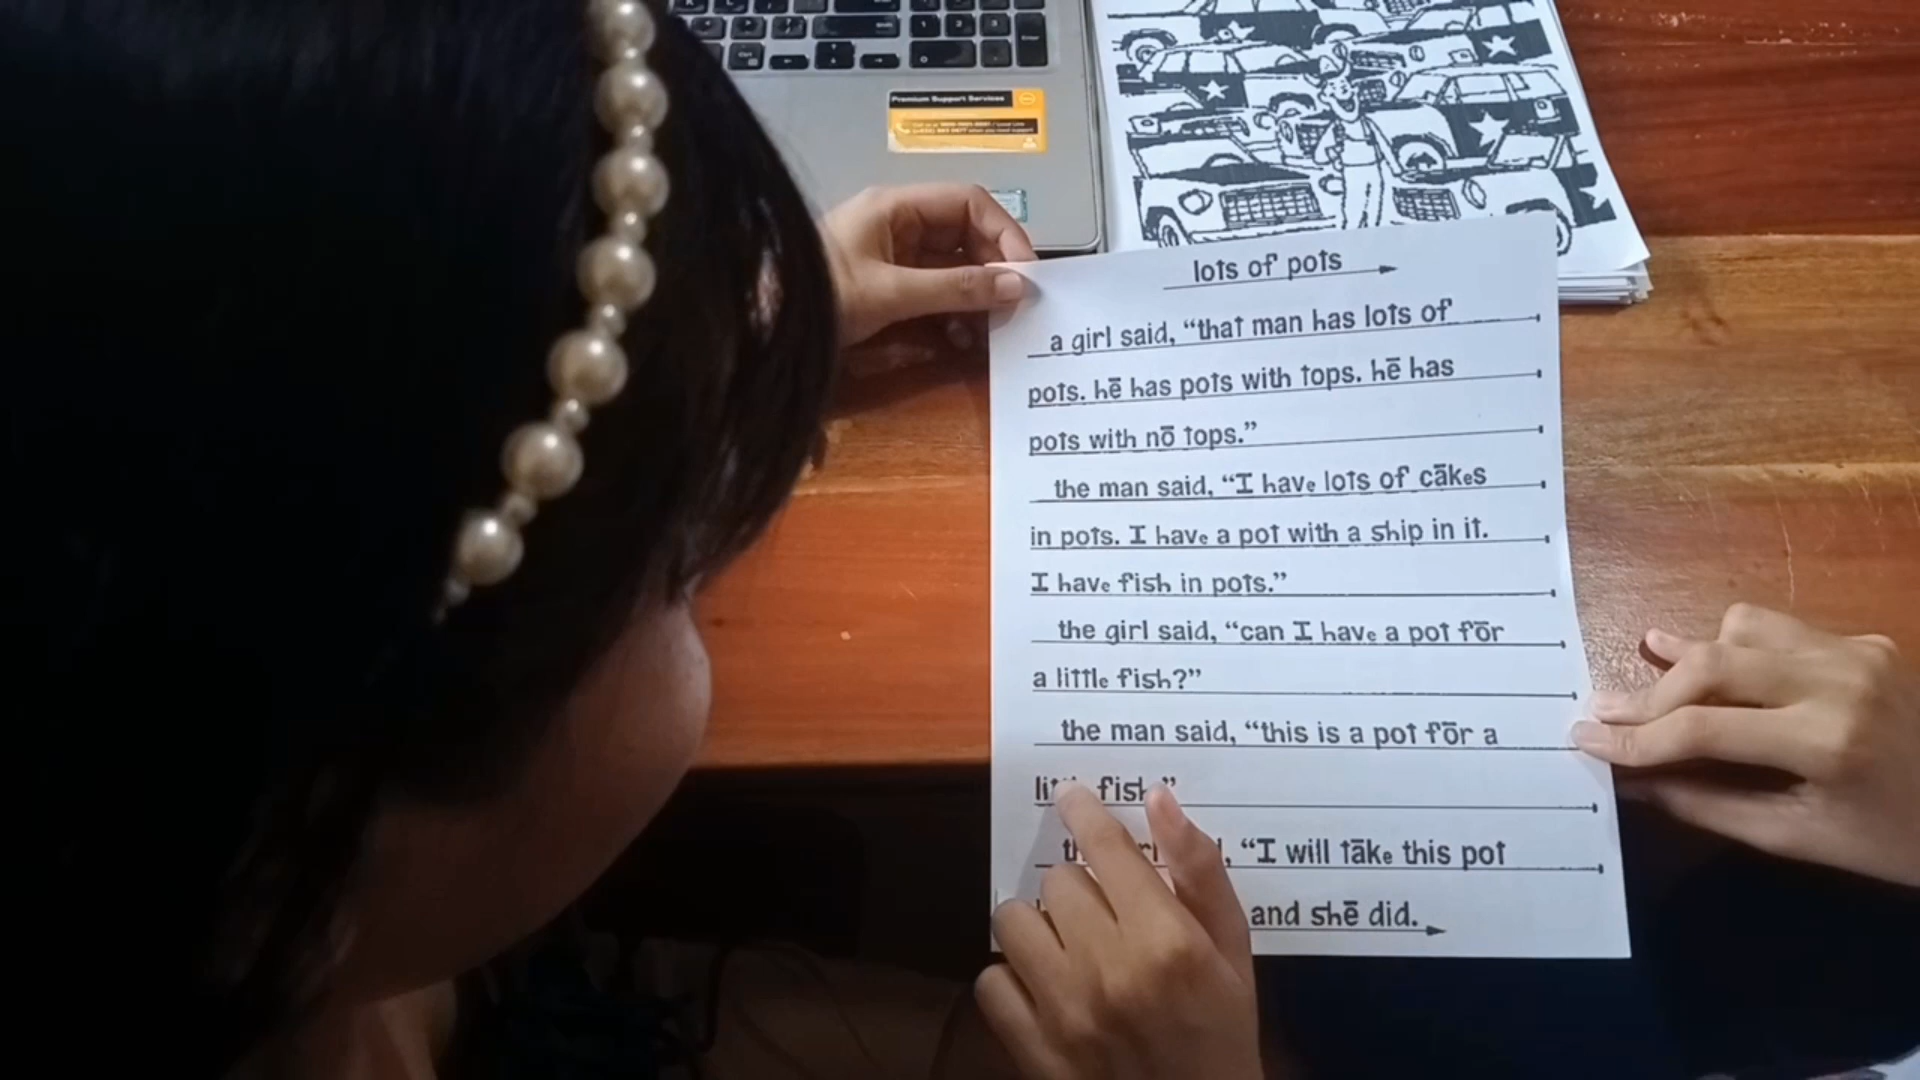 Premium Support Services
lots of pots
a girl said, “that man has lots of
pots. hē has pots with tops. hē has
pots with nō tops.”
the man said, “I have lots of cākes
in pots. I have a pot with a ship in it.
I have fish in pots.”
the girl said, “can I have a pot fōr
a little fish?”
the man said, “this is a pot fōr a
fish.”
“I will tāke this pot
and shē did.